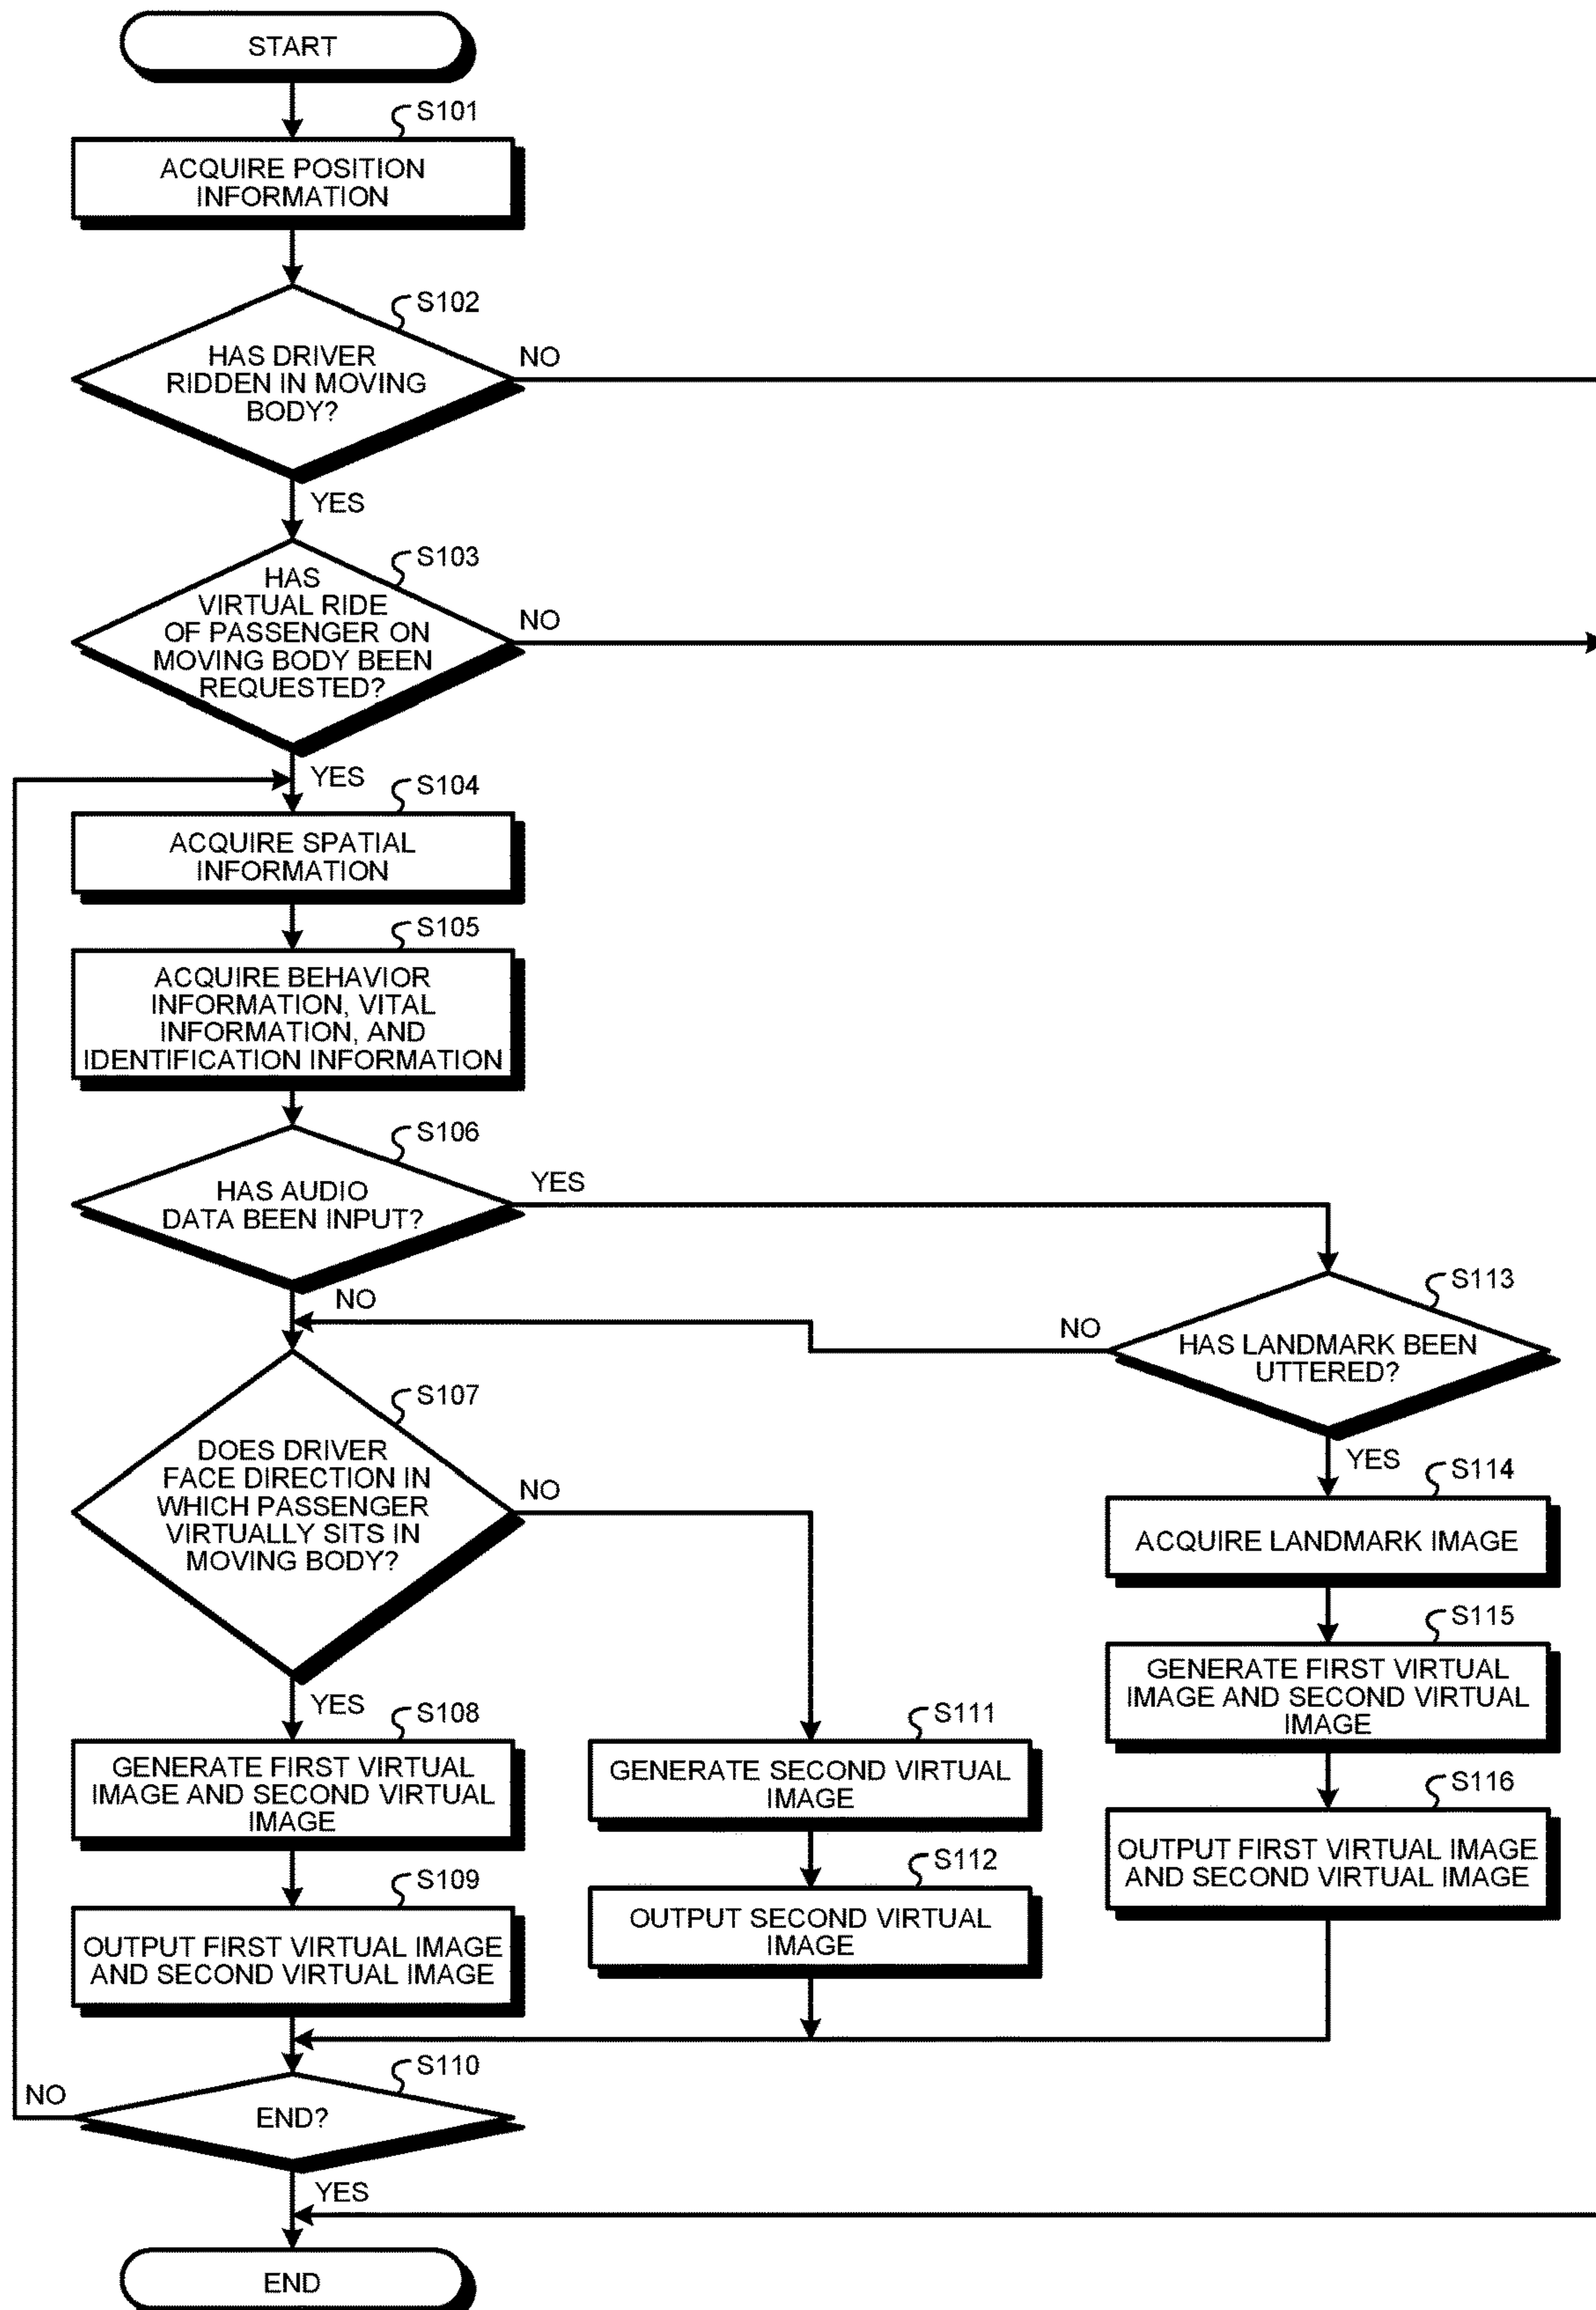 START
S101
ACQUIRE POSITION
INFORMATION
S102
HAS DRIVER
RIDDEN IN MOVING
BODY?
NO
YES
S103
HAS
VIRTUAL RIDE
OF PASSENGER ON
MOVING BODY BEEN
REQUESTED?
NO
YES
S104
ACQUIRE SPATIAL
INFORMATION
S105
ACQUIRE BEHAVIOR
INFORMATION, VITAL
INFORMATION, AND
IDENTIFICATION INFORMATION
S106
HAS AUDIO
DATA BEEN INPUT?
YES
NO
S113
HAS LANDMARK BEEN
UTTERED?
NO
YES
S107
DOES DRIVER
FACE DIRECTION IN
WHICH PASSENGER
VIRTUALLY SITS IN
MOVING BODY?
NO
YES
S114
ACQUIRE LANDMARK IMAGE
S115
GENERATE FIRST VIRTUAL
IMAGE AND SECOND VIRTUAL
IMAGE
S116
OUTPUT FIRST VIRTUAL IMAGE
AND SECOND VIRTUAL IMAGE
S108
GENERATE FIRST VIRTUAL
IMAGE AND SECOND VIRTUAL
IMAGE
S109
OUTPUT FIRST VIRTUAL IMAGE
AND SECOND VIRTUAL IMAGE
S111
GENERATE SECOND VIRTUAL
IMAGE
S112
OUTPUT SECOND VIRTUAL
IMAGE
S110
END?
NO
YES
END